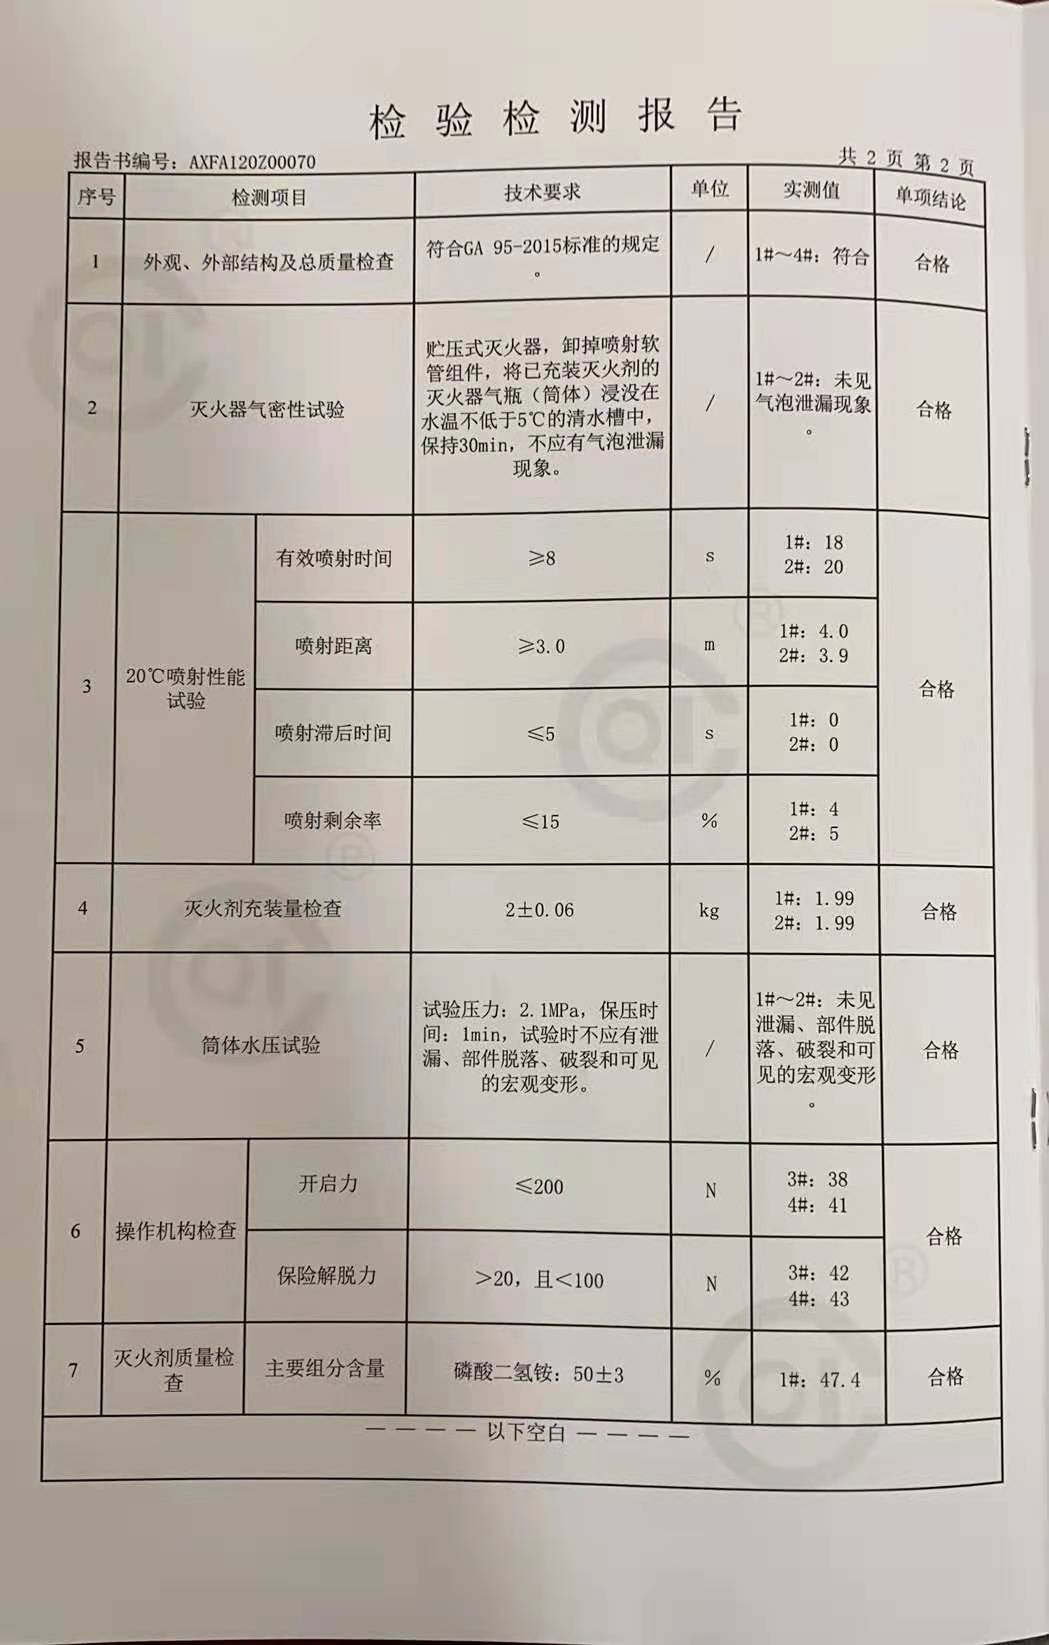 检验检测报告
报告书编号：AXFA120Z00070
共 2 页 第 2 页
序号 检测项目 技术要求 单位 实测值 单项结论
1 外观、外部结构及总质量检查 符合GA 95-2015标准的规定
。
/ 1#～4#：符合 合格
2 灭火器气密性试验
贮压式灭火器，卸掉喷射软
管组件，将已充装灭火剂的
灭火器气瓶（筒体）浸没在
水温不低于5℃的清水槽中，
保持30min，不应有气泡泄漏
现象。
/
1#～2#：未见
气泡泄漏现象
。
合格
3
20℃喷射性能
试验
有效喷射时间 ≥8 s
1#：18
2#：20
喷射距离 ≥3.0 m
1#：4.0
2#：3.9
喷射滞后时间 ≤5 s
1#：0
2#：0
喷射剩余率 ≤15 %
1#：4
2#：5
合格
4 灭火剂充装量检查 2±0.06 kg
1#：1.99
2#：1.99
合格
5 筒体水压试验
试验压力：2.1MPa，保压时
间：1min，试验时不应有泄
漏、部件脱落、破裂和可见
的宏观变形。
/
1#～2#：未见
泄漏、部件脱
落、破裂和可
见的宏观变形
。
合格
6 操作机构检查
开启力 ≤200 N
3#：38
4#：41
保险解脱力 >20，且<100 N
3#：42
4#：43
合格
7
灭火剂质量检
查
主要组分含量 磷酸二氢铵：50±3 % 1#：47.4 合格
————以下空白————